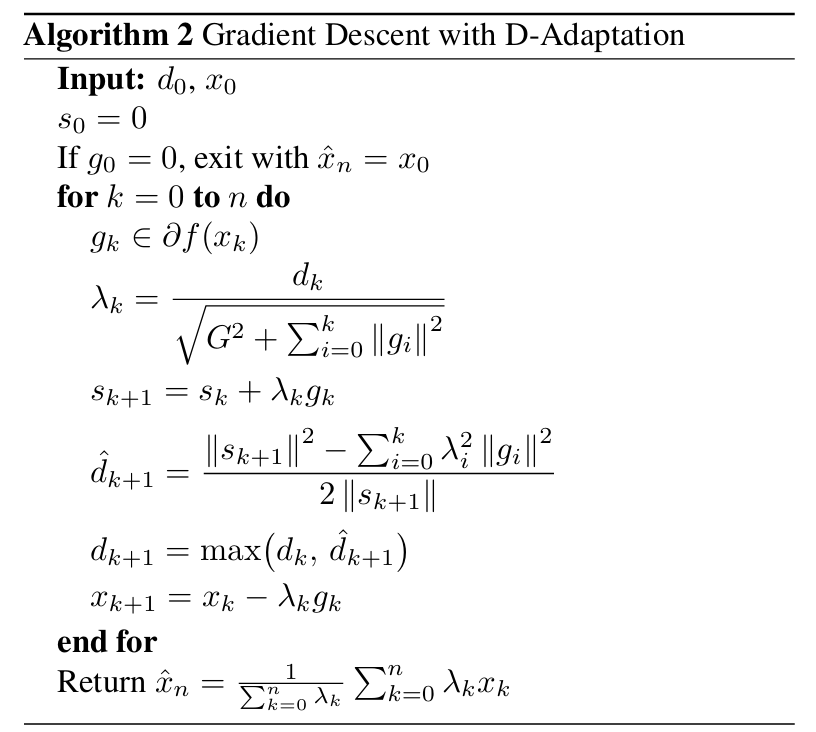 Algorithm 2 Gradient Descent with D-Adaptation
Input: $d_0$, $x_0$
$s_0 = 0$
If $g_0 = 0$, exit with $\hat{x}_n = x_0$
for $k = 0$ to $n$ do
$g_k \in \partial f(x_k)$
$\lambda_k = \frac{d_k}{\sqrt{G^2 + \sum_{i=0}^{k} \|g_i\|^2}}$
$s_{k+1} = s_k + \lambda_k g_k$
$\hat{d}_{k+1} = \frac{\|s_{k+1}\|^2 - \sum_{i=0}^{k} \lambda_i^2 \|g_i\|^2}{2 \|s_{k+1}\|}$
$d_{k+1} = \max(d_k, \hat{d}_{k+1})$
$x_{k+1} = x_k - \lambda_k g_k$
end for
Return $\hat{x}_n = \frac{1}{\sum_{k=0}^{n} \lambda_k} \sum_{k=0}^{n} \lambda_k x_k$